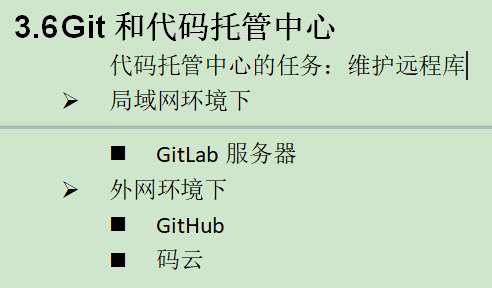 3.6Git 和代码托管中心
代码托管中心的任务：维护远程库
➢ 局域网环境下
■ GitLab 服务器
➢ 外网环境下
■ GitHub
■ 码云